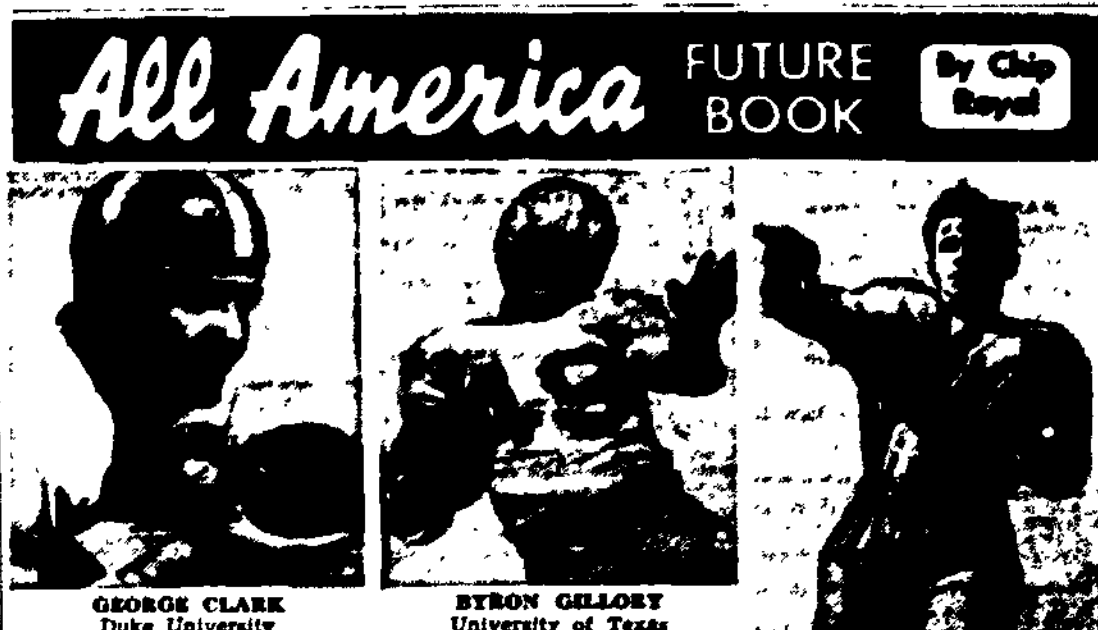 All America
FUTURE
BOOK
By Chip
Royal
GEORGE CLARK
Duke University
BYRON GILLORY
University of Texas